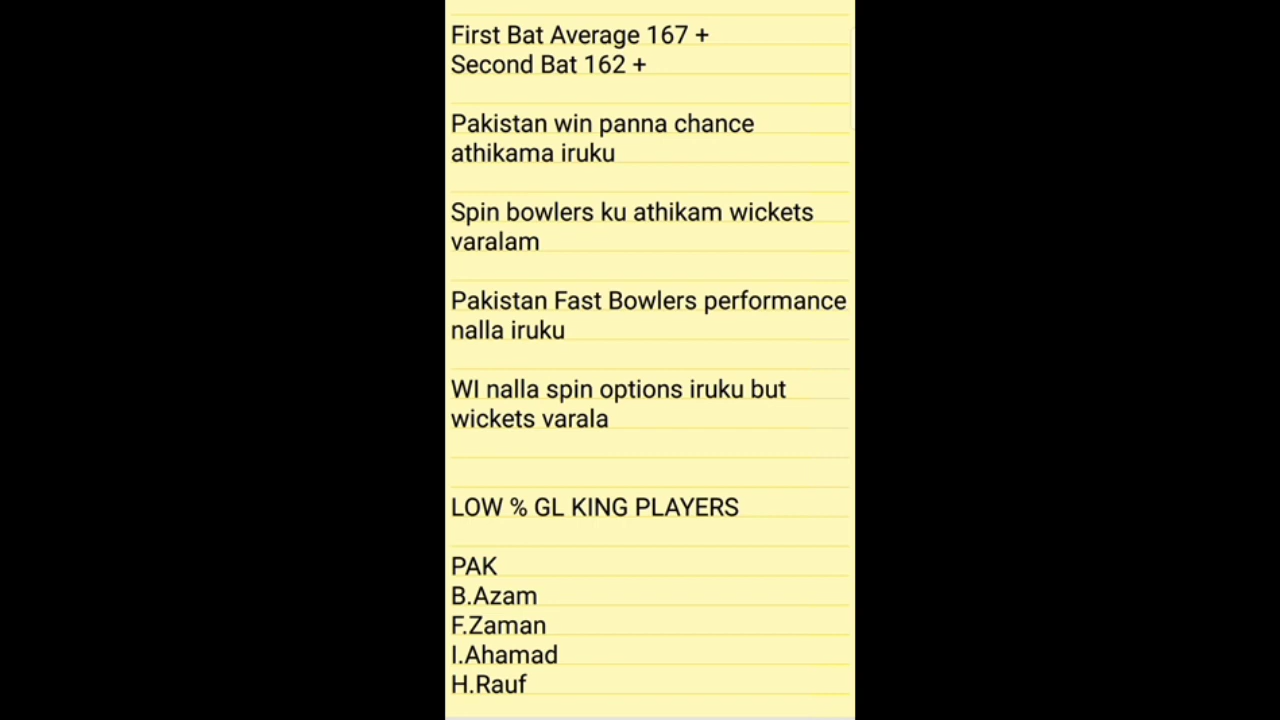 First Bat Average 167 +
Second Bat 162 +
Pakistan win panna chance
athikama iruku
Spin bowlers ku athikam wickets
varalam
Pakistan Fast Bowlers performance
nalla iruku
WI nalla spin options iruku but
wickets varala
LOW % GL KING PLAYERS
PAK
B.Azam
F.Zaman
I.Ahamad
H.Rauf